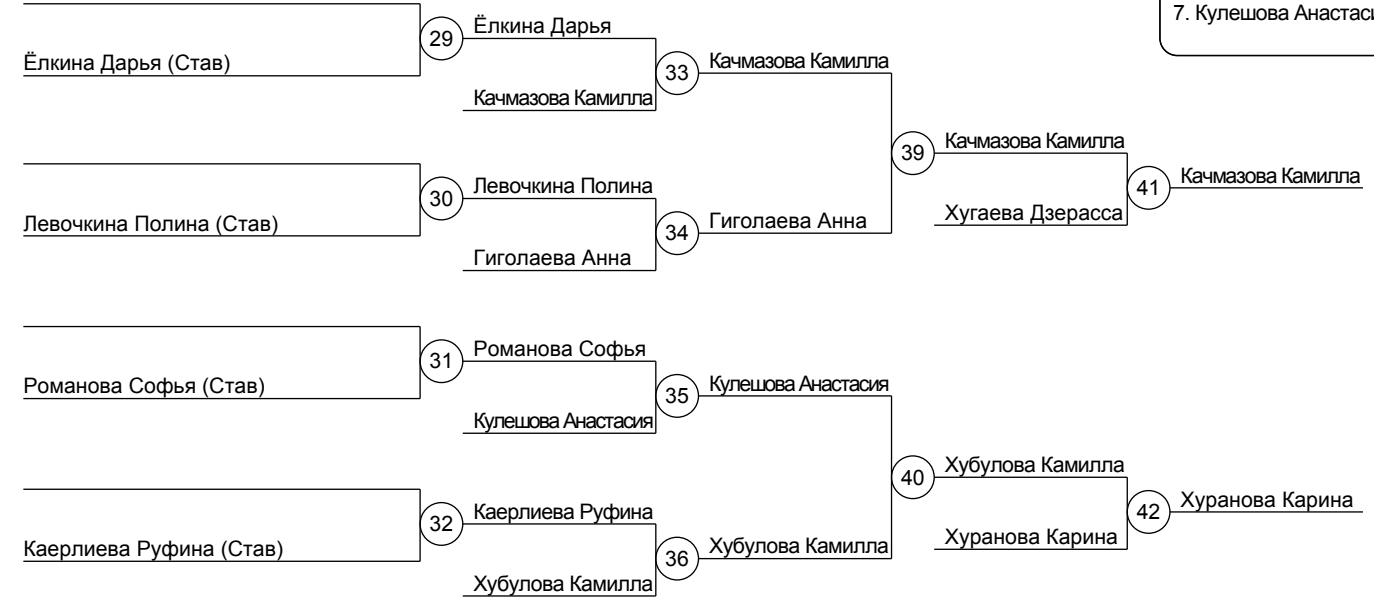 7. Кулешова
29
Ёлкина Дарья
Ёлкина Дарья (Став)
33
Качмазова Камилла
Качмазова Камилла
39
Качмазова Камилла
41
Качмазова Камилла
30
Левочкина Полина
Левочкина Полина (Став)
34
Гиголаева Анна
Хугаева Дзерасса
Гиголаева Анна
31
Романова Софья
Романова Софья (Став)
35
Кулешова Анастасия
Кулешова Анастасия
40
Хубулова Камилла
42
Хуранова Карина
32
Каерлиева Руфина
Каерлиева Руфина (Став)
36
Хубулова Камилла
Хуранова Карина
Хубулова Камилла